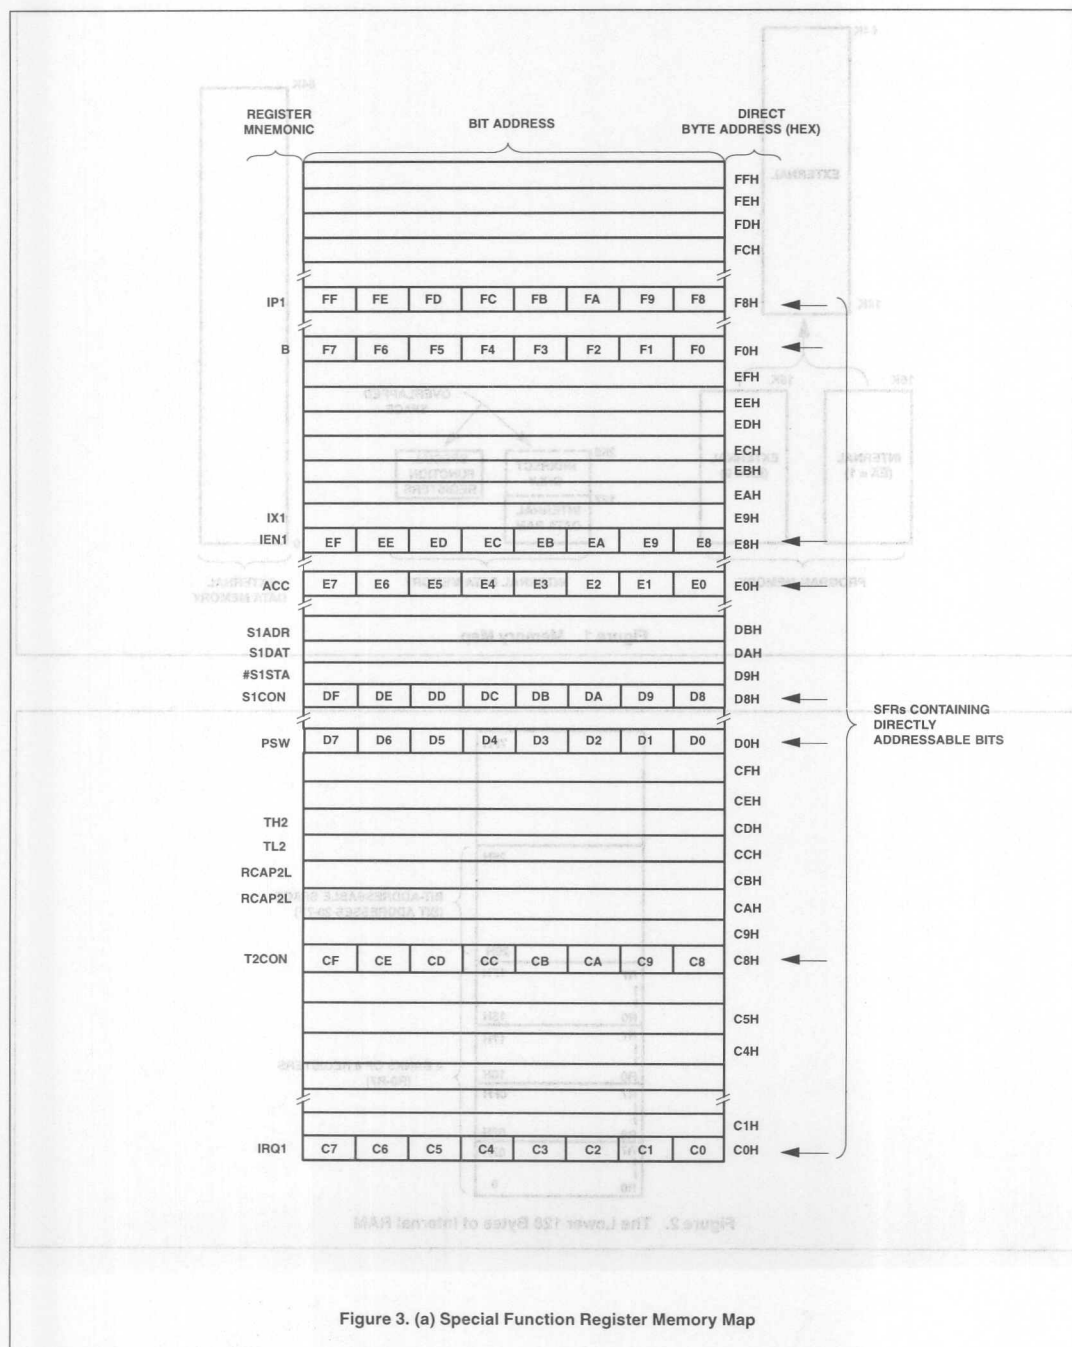 REGISTER MNEMONIC BIT ADDRESS DIRECT BYTE ADDRESS (HEX)
FFH
FEH
FDH
FCH
IP1 FF FE FD FC FB FA F9 F8 F8H
B F7 F6 F5 F4 F3 F2 F1 F0 F0H
EFH
EEH
EDH
ECH
EBH
EAH
IX1 E9H
IEN1 EF EE ED EC EB EA E9 E8 E8H
ACC E7 E6 E5 E4 E3 E2 E1 E0 E0H
S1ADR DBH
S1DAT DAH
#S1STA D9H
S1CON DF DE DD DC DB DA D9 D8 D8H
SFRs CONTAINING DIRECTLY ADDRESSABLE BITS
PSW D7 D6 D5 D4 D3 D2 D1 D0 D0H
CFH
CEH
TH2 CDH
TL2 CCH
RCAP2L CBH
RCAP2L CAH
C9H
T2CON CF CE CD CC CB CA C9 C8 C8H
C5H
C4H
C1H
IRQ1 C7 C6 C5 C4 C3 C2 C1 C0 C0H
Figure 3. (a) Special Function Register Memory Map